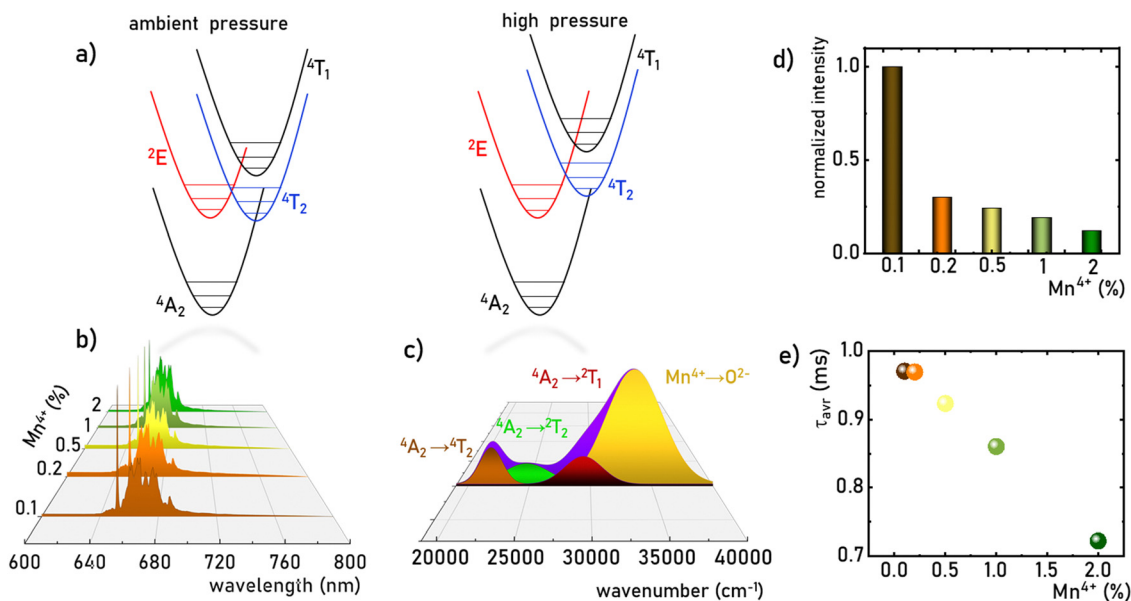 ambient pressure
high pressure
a)
⁴T₁
²E
⁴T₂
⁴A₂
⁴T₁
²E
⁴T₂
⁴A₂
b)
Mn⁴⁺ (%)
2
1
0.5
0.2
0.1
600 640 680 720 760 800
wavelength (nm)
c)
⁴A₂→²T₁
Mn⁴⁺→O²⁻
⁴A₂→²T₂
⁴A₂→⁴T₂
20000 25000 30000 35000 40000
wavenumber (cm⁻¹)
d)
normalized intensity
1.0
0.5
0.0
0.1 0.2 0.5 1 2
Mn⁴⁺ (%)
e)
τavr (ms)
1.0
0.9
0.8
0.7
0.0 0.5 1.0 1.5 2.0
Mn⁴⁺ (%)